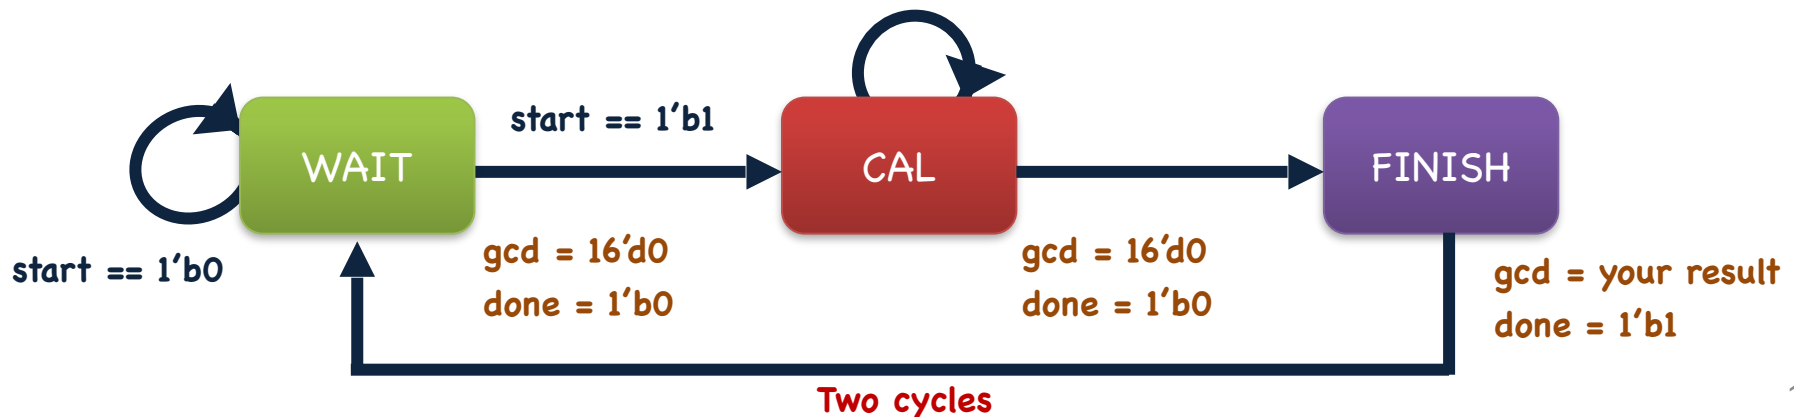 start == 1′b1
WAIT
CAL
FINISH
start == 1′b0
gcd = 16′d0
done = 1′b0
gcd = 16′d0
done = 1′b0
gcd = your result
done = 1′b1
Two cycles